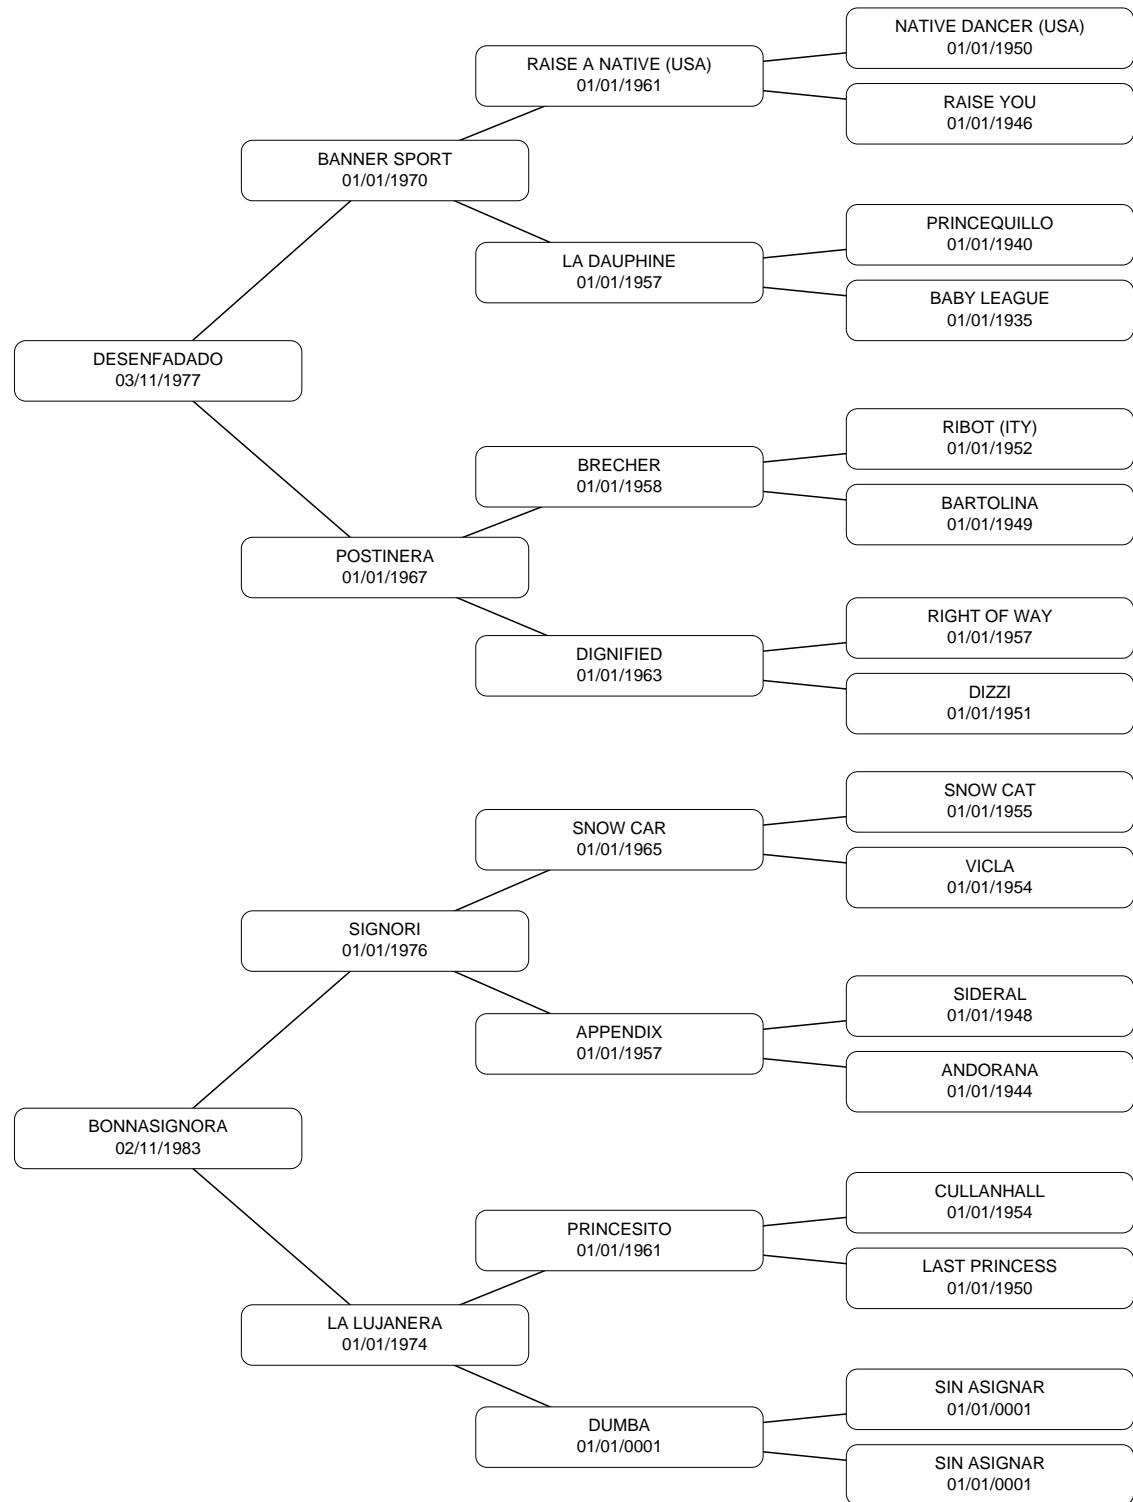 NATIVE DANCER (USA)
01/01/1950
RAISE A NATIVE (USA)
01/01/1961
RAISE YOU
01/01/1946
BANNER SPORT
01/01/1970
PRINCEQUILLO
01/01/1940
LA DAUPHINE
01/01/1957
BABY LEAGUE
01/01/1935
DESENFADADO
03/11/1977
RIBOT (ITY)
01/01/1952
BRECHER
01/01/1958
BARTOLINA
01/01/1949
POSTINERA
01/01/1967
RIGHT OF WAY
01/01/1957
DIGNIFIED
01/01/1963
DIZZI
01/01/1951
SNOW CAT
01/01/1955
SNOW CAR
01/01/1965
VICLA
01/01/1954
SIGNORI
01/01/1976
SIDERAL
01/01/1948
APPENDIX
01/01/1957
ANDORANA
01/01/1944
BONNASIGNORA
02/11/1983
CULLANHALL
01/01/1954
PRINCESITO
01/01/1961
LAST PRINCESS
01/01/1950
LA LUJANERA
01/01/1974
SIN ASIGNAR
01/01/0001
DUMBA
01/01/0001
SIN ASIGNAR
01/01/0001